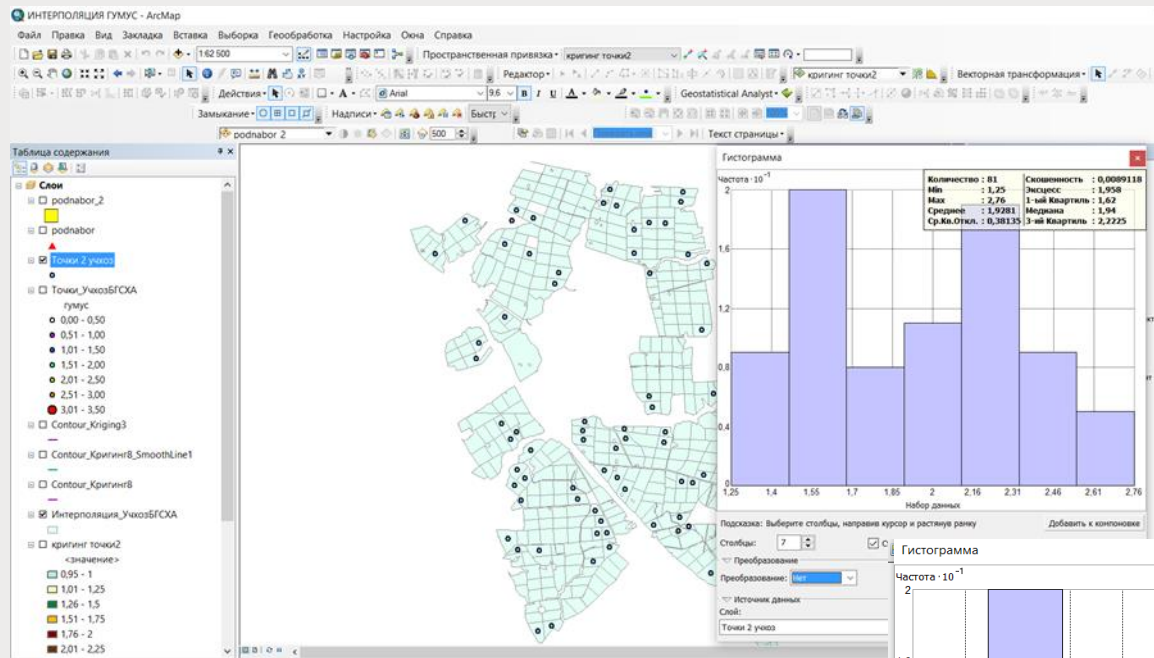 ИНТЕРПОЛЯЦИЯ ГУМУС - ArcMap
Файл Правка Вид Закладка Вставка Выборка Геообработка Настройка Окна Справка
1:62 500 Пространственная привязка кригинг точки2
Редактор кригинг точки2 Векторная трансформация
Действия A Arial 9.6 B I U A Geostatistical Analyst
Замыкание Надписи Быстр
podnabor 2 500 Текст страницы
Таблица содержания
Слои
podnabor_2
podnabor
Точки 2 учхоз
Точки_УчхозБГСХА
гумус
0,00 - 0,50
0,51 - 1,00
1,01 - 1,50
1,51 - 2,00
2,01 - 2,50
2,51 - 3,00
3,01 - 3,50
Contour_Kriging3
Contour_Кригинг8_SmoothLine1
Contour_Кригинг8
Интерполяция_УчхозБГСХА
кригинг точки2
<значение>
0,95 - 1
1,01 - 1,25
1,26 - 1,5
1,51 - 1,75
1,76 - 2
2,01 - 2,25
Гистограмма
Частота · 10⁻¹
Количество : 81 Скошенность : 0,0089118
Min : 1,25 Эксцесс : 1,958
Max : 2,76 1-ый Квартиль : 1,62
Среднее : 1,9281 Медиана : 1,94
Ср.Кв.Откл. : 0,38135 3-ий Квартиль : 2,2225
2
1,6
1,2
0,8
0,4
0
1,25 1,4 1,55 1,7 1,85 2 2,16 2,31 2,46 2,61 2,76
Набор данных
Подсказка: Выберите столбцы, направив курсор и растянув рамку Добавить к компоновке
Столбцы: 7 С
Преобразование
Преобразование: Нет
Источник данных
Слой:
Точки 2 учхоз
Гистограмма
Частота · 10⁻¹
2